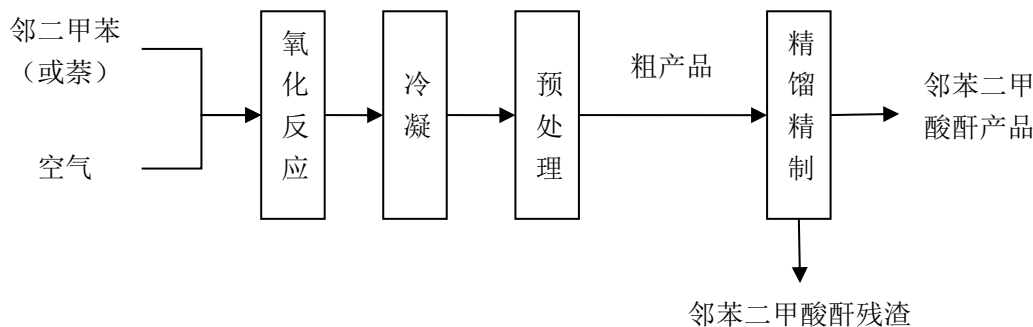 邻二甲苯
（或萘）
空气
氧化反应
冷凝
预处理
粗产品
精馏精制
邻苯二甲
酸酐产品
邻苯二甲酸酐残渣